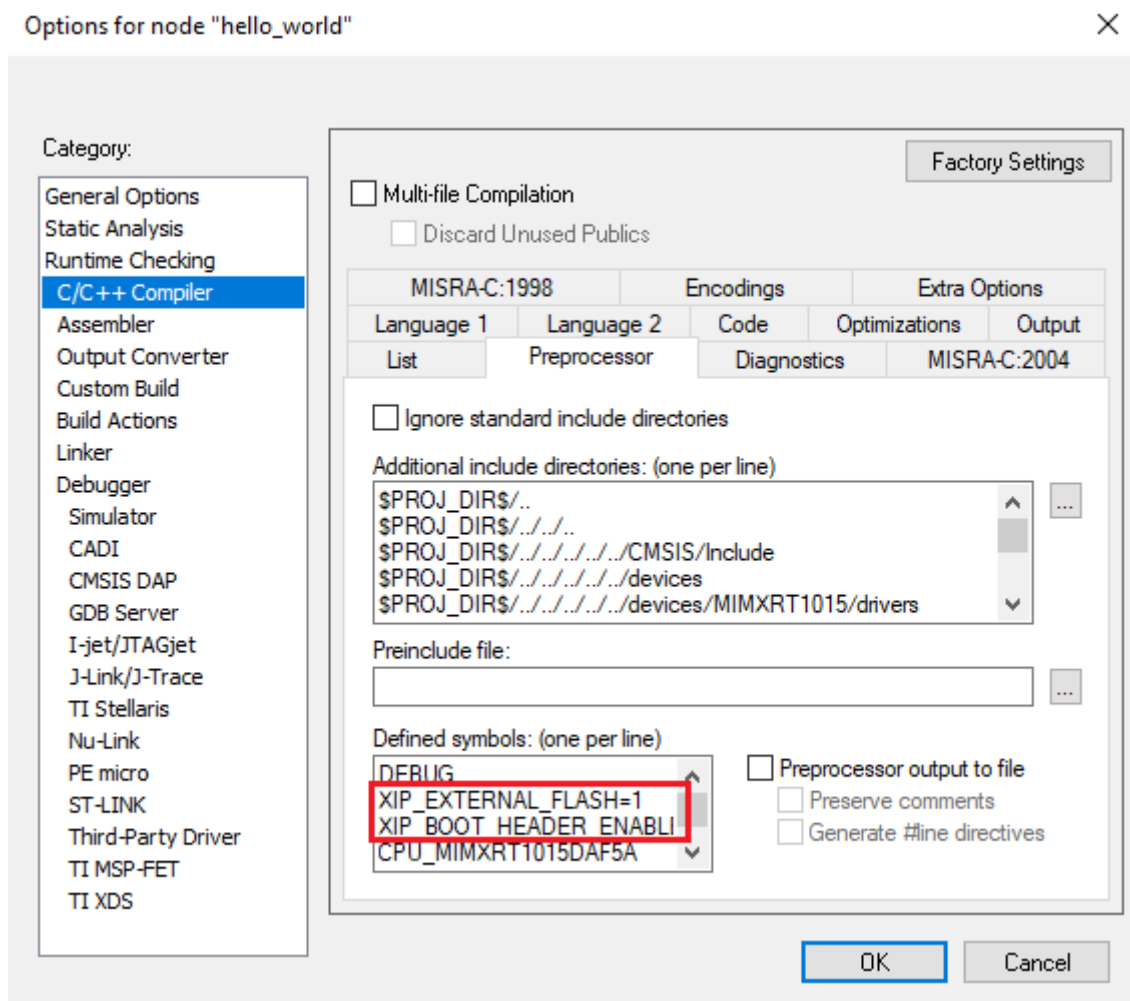 Options for node "hello_world"
Category:
General Options
Static Analysis
Runtime Checking
C/C++ Compiler
Assembler
Output Converter
Custom Build
Build Actions
Linker
Debugger
Simulator
CADI
CMSIS DAP
GDB Server
I-jet/JTAGjet
J-Link/J-Trace
TI Stellaris
Nu-Link
PE micro
ST-LINK
Third-Party Driver
TI MSP-FET
TI XDS
Factory Settings
Multi-file Compilation
Discard Unused Publics
MISRA-C:1998 Encodings Extra Options
Language 1 Language 2 Code Optimizations Output
List Preprocessor Diagnostics MISRA-C:2004
Ignore standard include directories
Additional include directories: (one per line)
$PROJ_DIR$/..
$PROJ_DIR$/../../..
$PROJ_DIR$/../../../../../CMSIS/Include
$PROJ_DIR$/../../../../../devices
$PROJ_DIR$/../../../../../devices/MIMXRT1015/drivers
...
Preinclude file:
...
Defined symbols: (one per line)
DEBUG
XIP_EXTERNAL_FLASH=1
XIP_BOOT_HEADER_ENABL
CPU_MIMXRT1015DAF5A
Preprocessor output to file
Preserve comments
Generate #line directives
OK Cancel